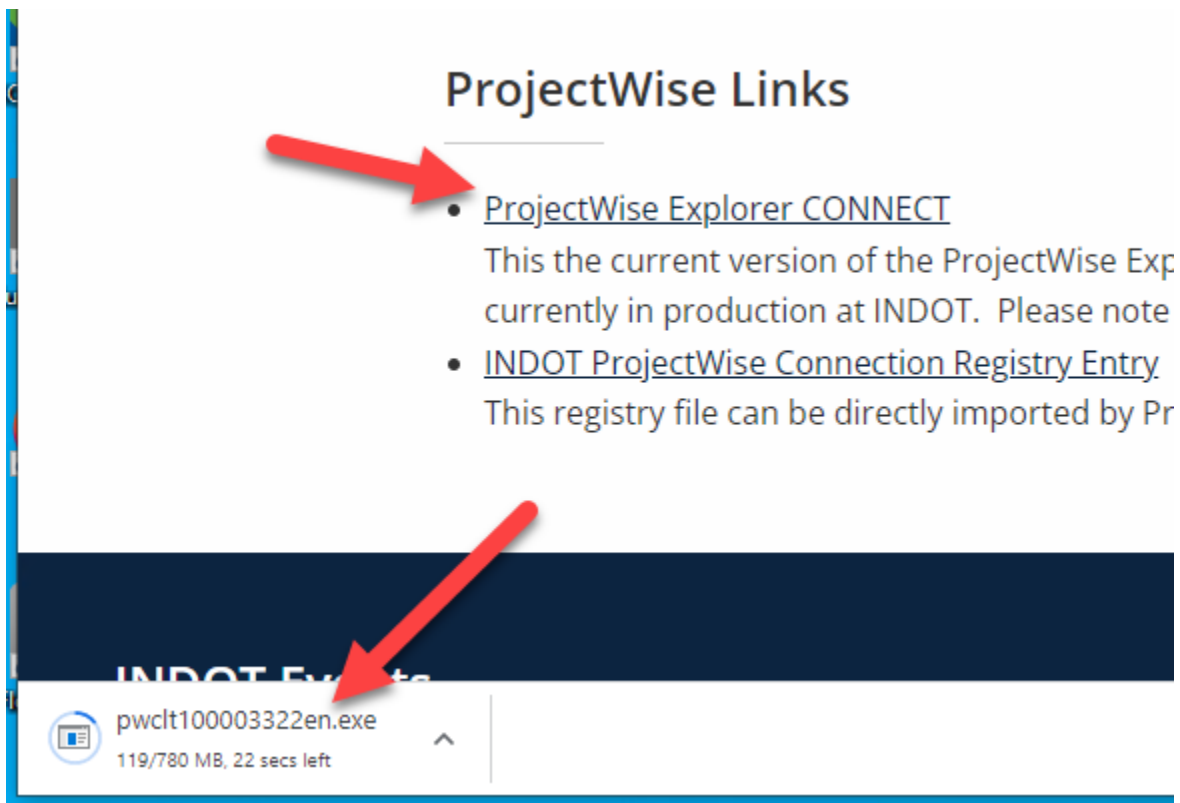 ProjectWise Links
ProjectWise Explorer CONNECT
This the current version of the ProjectWise Exp
currently in production at INDOT. Please note
INDOT ProjectWise Connection Registry Entry
This registry file can be directly imported by Pr
INDOT Events
pwclt100003322en.exe
119/780 MB, 22 secs left